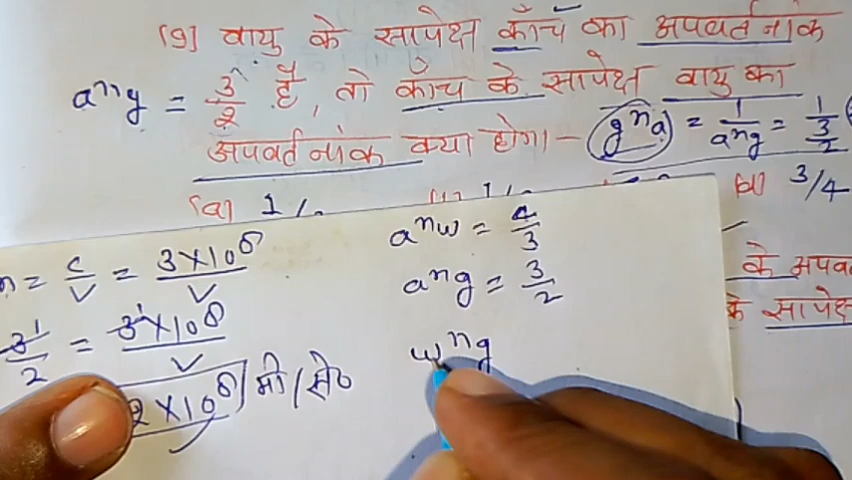 (9) वायु के सापेक्ष काँच का अपवर्तनांक
ang = 3/2 है, तो काँच के सापेक्ष वायु का
अपवर्तनांक क्या होगा- gna = 1/ang = 1/3/2
(ब) 3/4
n = c/v = 3×10⁸/v
3/2 = 3×10⁸/v
2×10⁸ मी/से०
anw = 4/3
ang = 3/2
wng
के अपव
के सापेक्ष